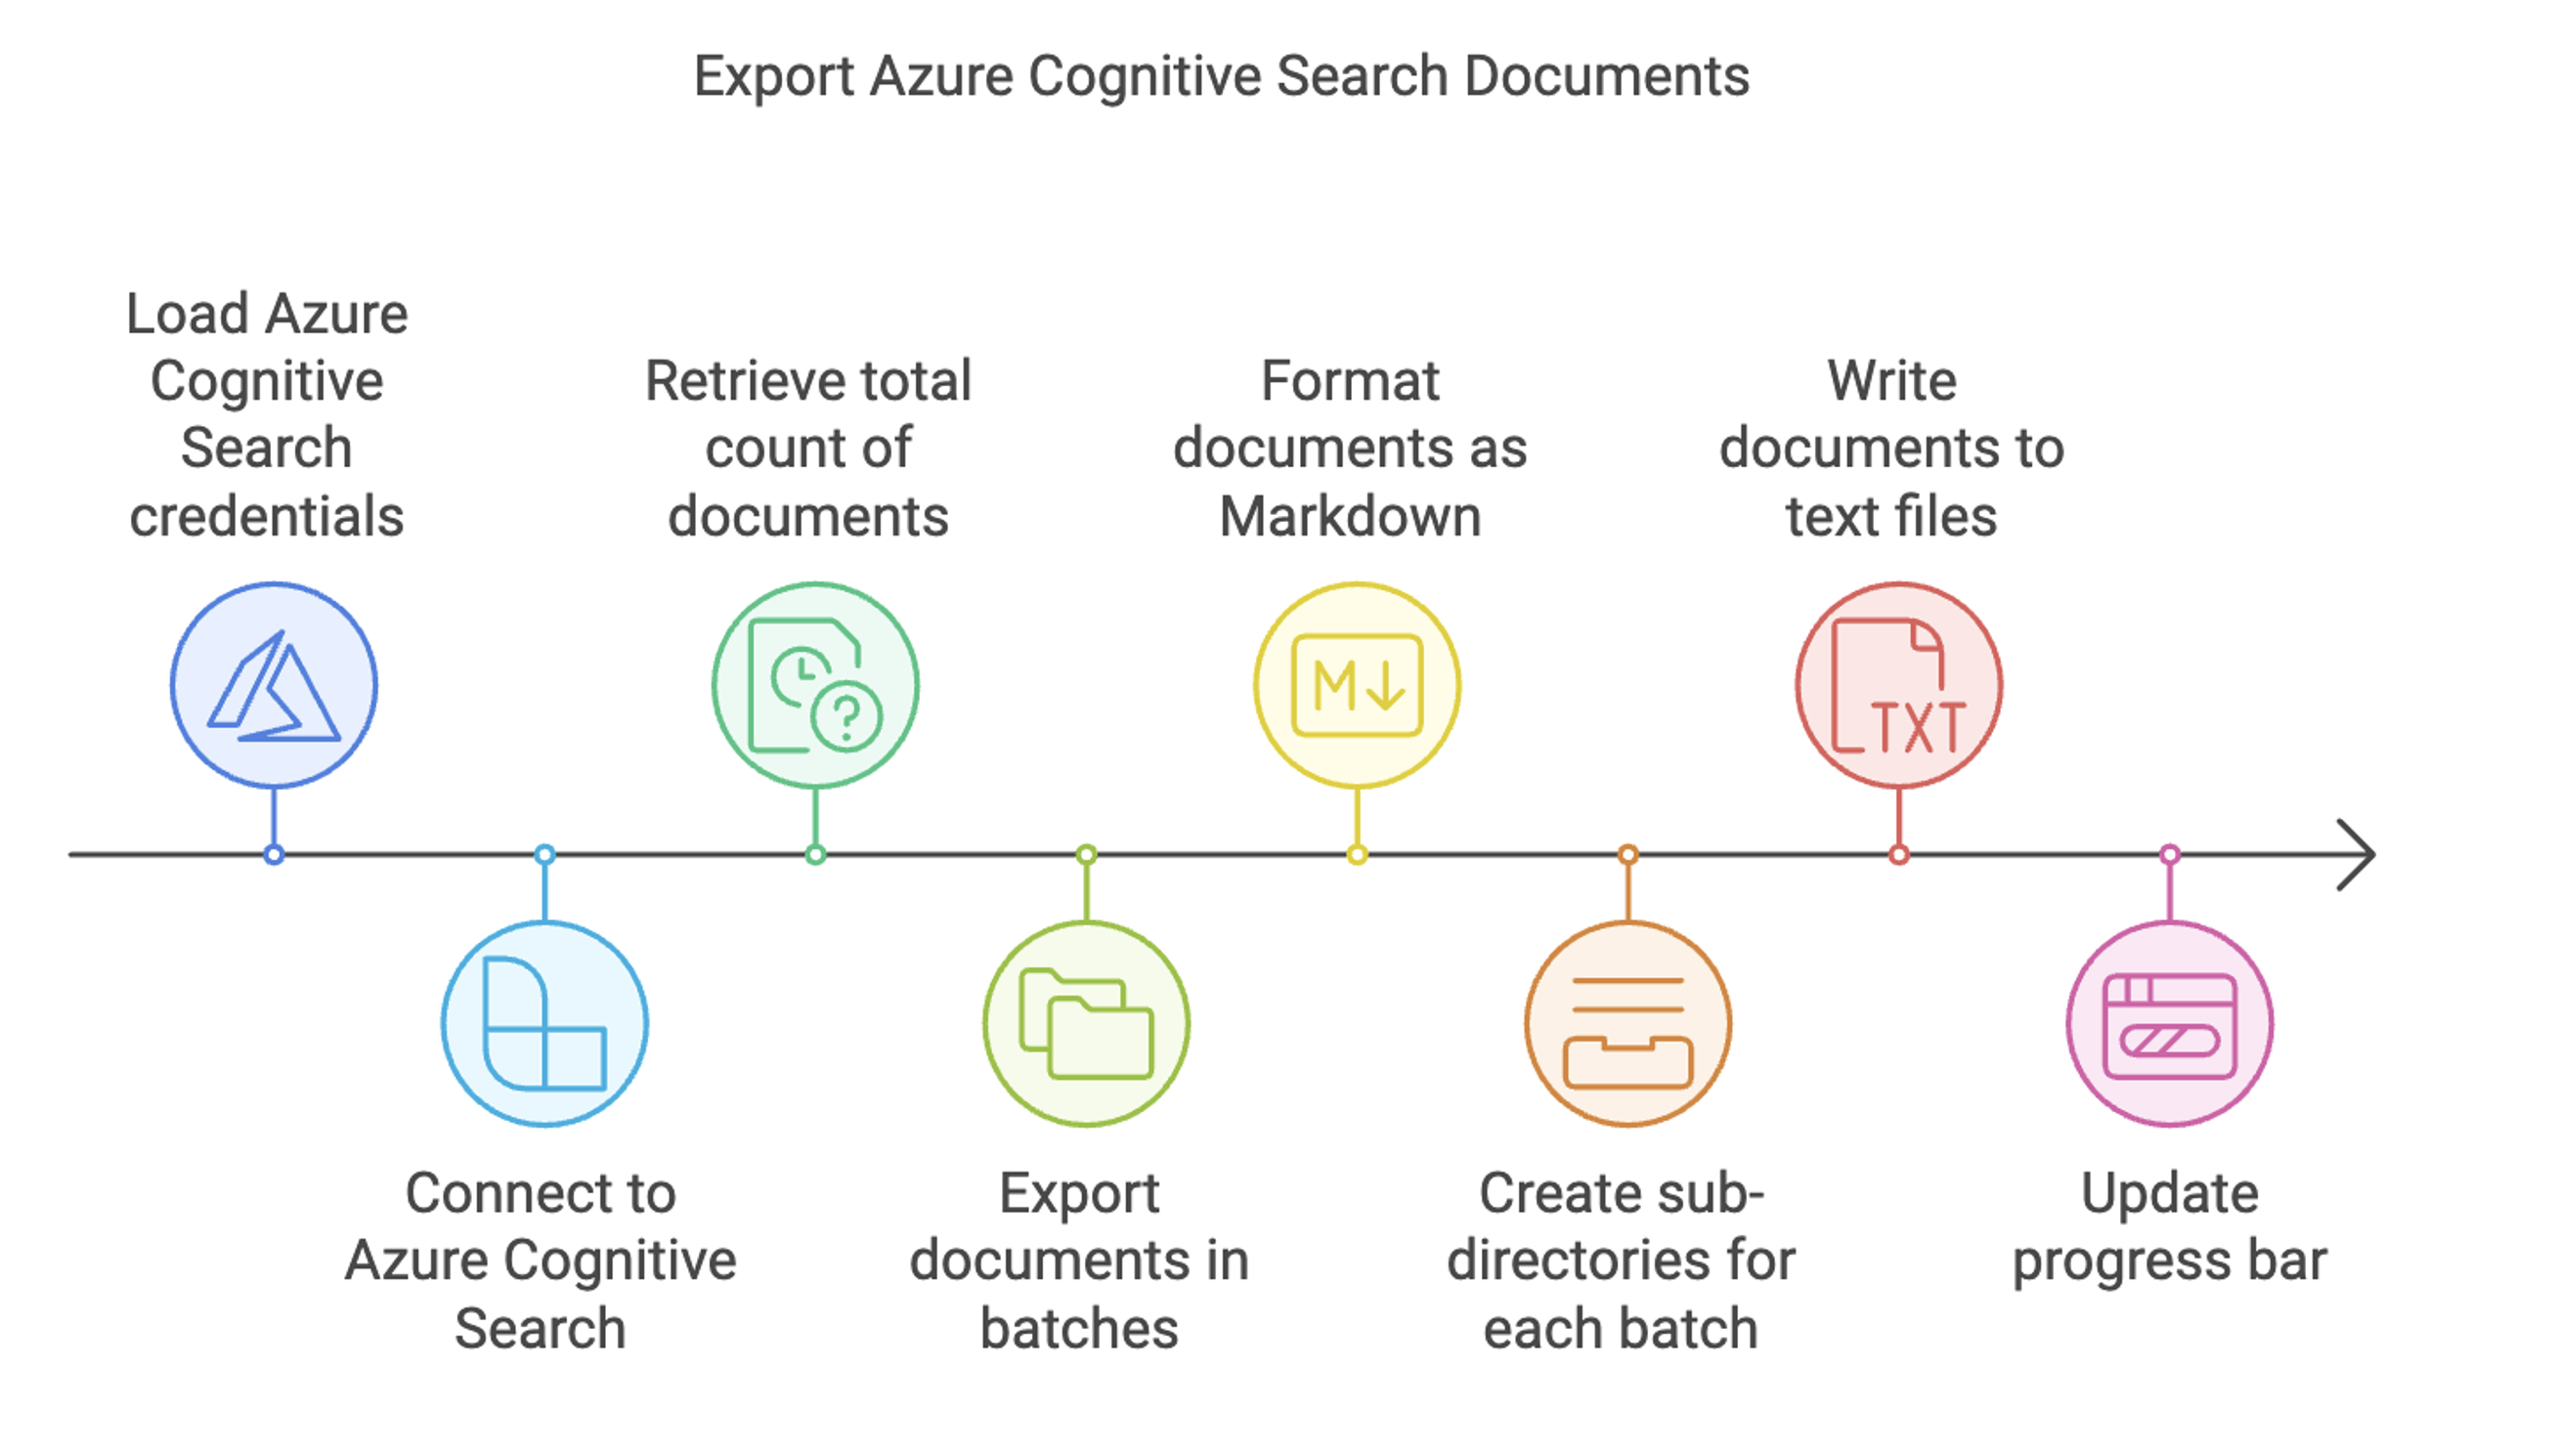 Export Azure Cognitive Search Documents
Load Azure
Cognitive
Search
credentials
Connect to
Azure Cognitive
Search
Retrieve total
count of
documents
Export
documents in
batches
Format
documents as
Markdown
M
Create sub-
directories for
each batch
Write
documents to
text files
TXT
Update
progress bar